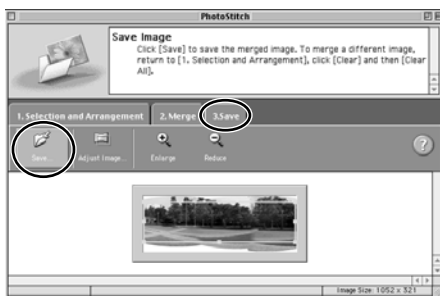 PhotoStitch
Save Image
Click [Save] to save the merged image. To merge a different image,
return to [1. Selection and Arrangement], click [Clear] and then [Clear
All].
1. Selection and Arrangement 2. Merge 3.Save
Save... Adjust Image... Enlarge Reduce
?
Image Size: 1052 x 321